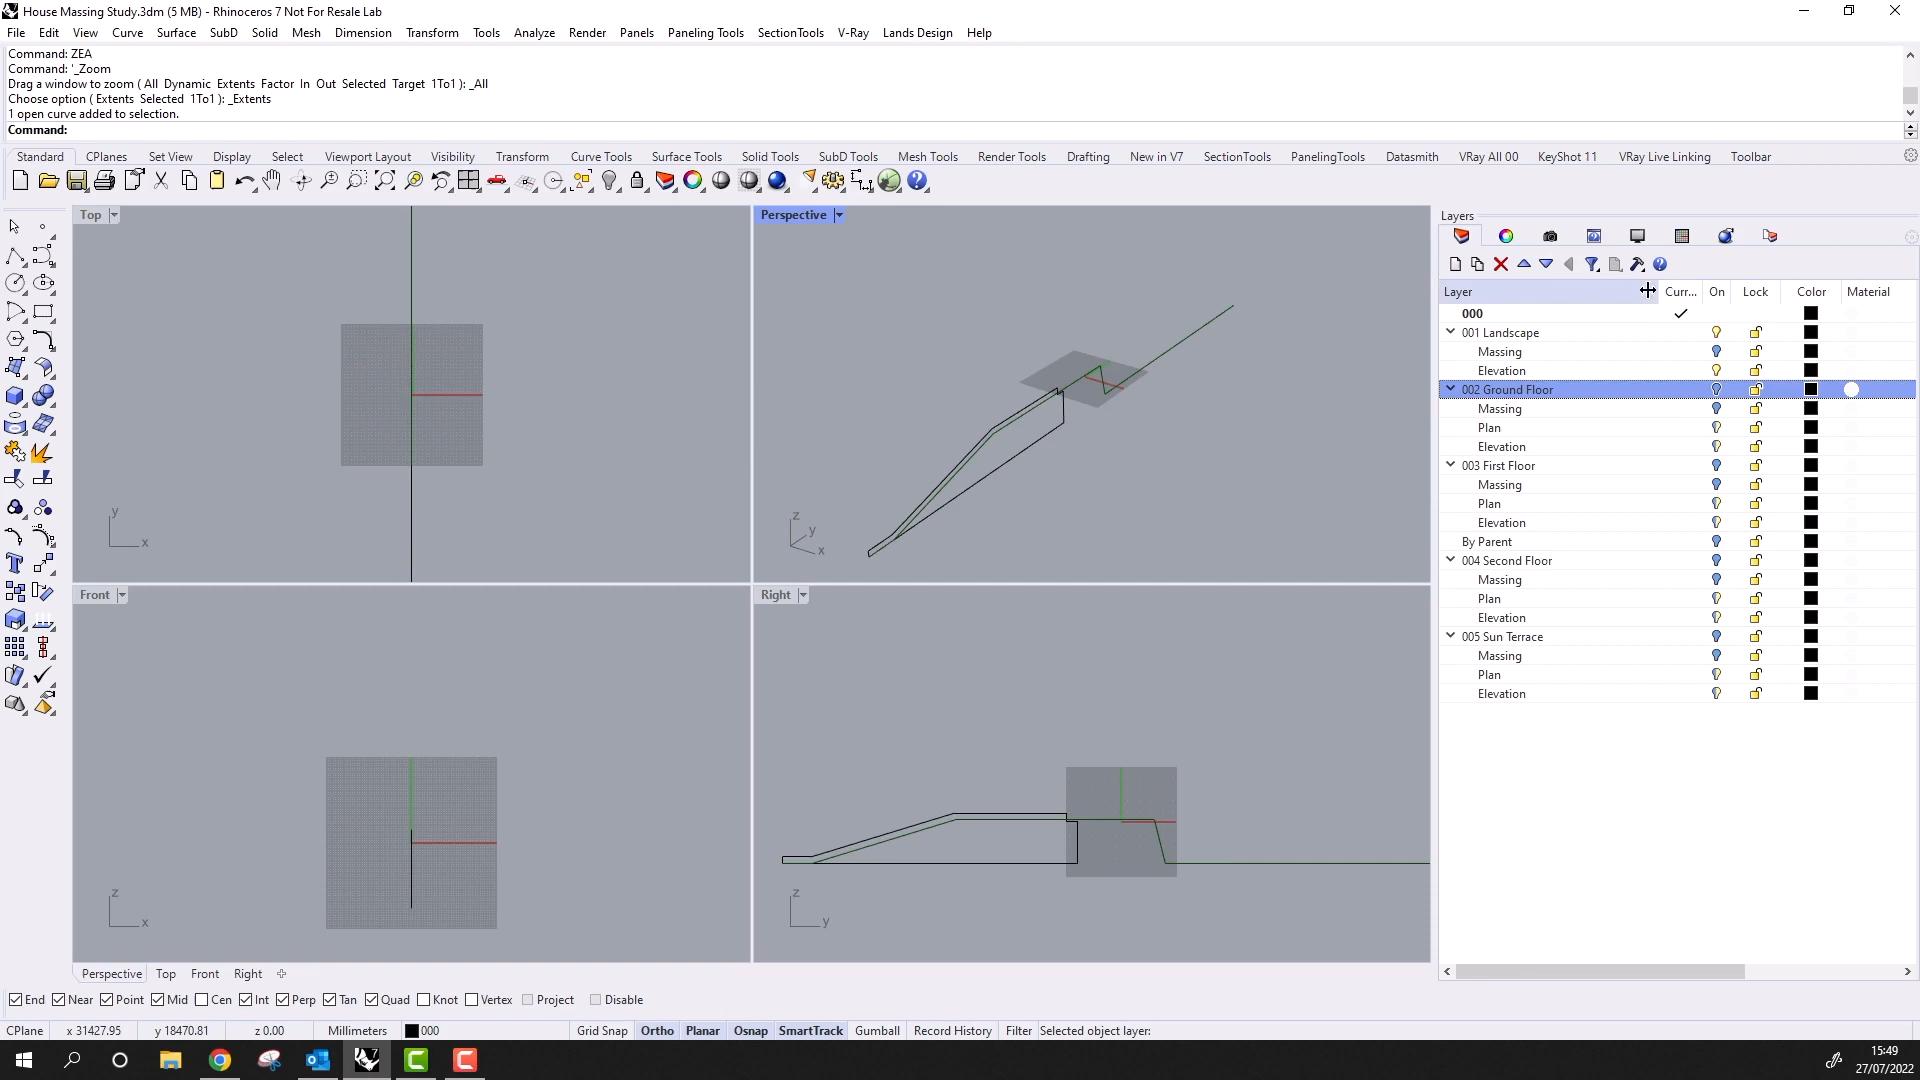 House Massing Study.3dm (5 MB) - Rhinoceros 7 Not For Resale Lab
File Edit View Curve Surface SubD Solid Mesh Dimension Transform Tools Analyze Render Panels Paneling Tools SectionTools V-Ray Lands Design Help
Command: ZEA
Command: '_Zoom
Drag a window to zoom ( All Dynamic Extents Factor In Out Selected Target 1To1 ): _All
Choose option ( Extents Selected 1To1 ): _Extents
1 open curve added to selection.
Command:
Standard CPlanes Set View Display Select Viewport Layout Visibility Transform Curve Tools Surface Tools Solid Tools SubD Tools Mesh Tools Render Tools Drafting New in V7 SectionTools PanelingTools Datasmith VRay All 00 KeyShot 11 VRay Live Linking Toolbar
Top
y
x
Perspective
z
y
x
Front
z
x
Right
z
y
Layers
Layer Curr... On Lock Color Material
000
001 Landscape
Massing
Elevation
002 Ground Floor
Massing
Plan
Elevation
003 First Floor
Massing
Plan
Elevation
By Parent
004 Second Floor
Massing
Plan
Elevation
005 Sun Terrace
Massing
Plan
Elevation
Perspective Top Front Right
End Near Point Mid Cen Int Perp Tan Quad Knot Vertex Project Disable
CPlane x 31427.95 y 18470.81 z 0.00 Millimeters 000 Grid Snap Ortho Planar Osnap SmartTrack Gumball Record History Filter Selected object layer:
15:49
27/07/2022